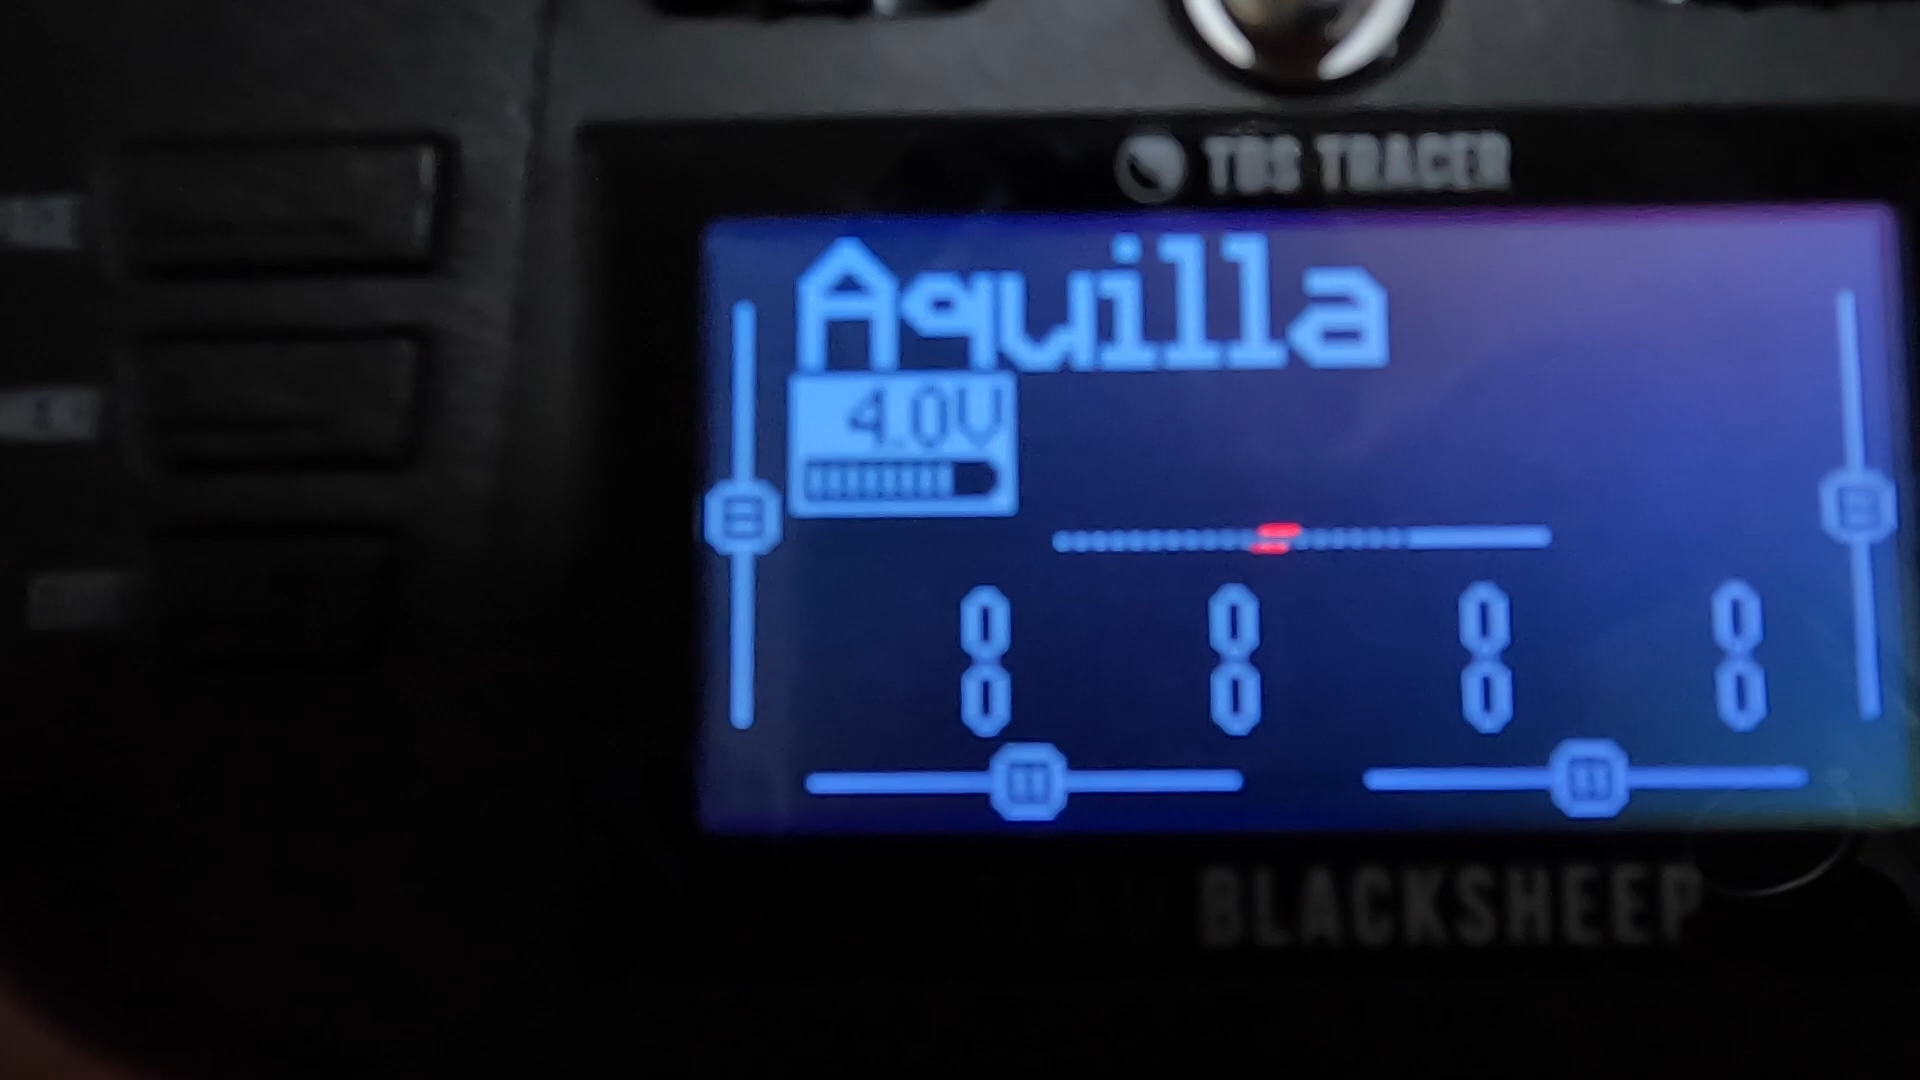 TBS TRACER
Aquilla
4.0V
0 0 0 0
0 0 0 0
BLACKSHEEP